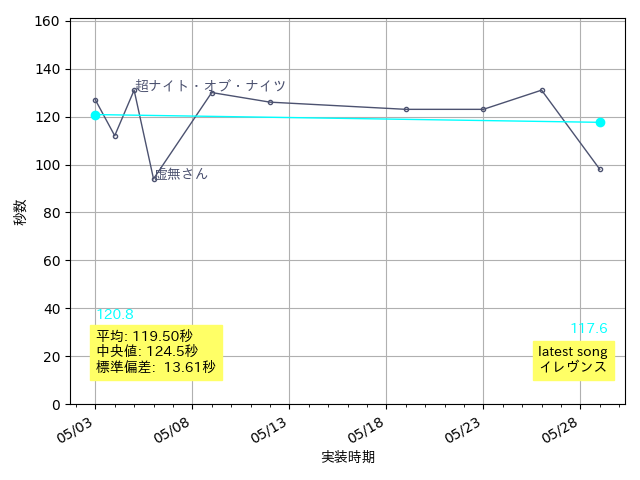 160
140
120
100
80
60
40
20
0
秒数
超ナイト・オブ・ナイツ
虚無さん
120.8
117.6
平均: 119.50秒
中央値: 124.5秒
標準偏差: 13.61秒
latest song
イレヴンス
05/03
05/08
05/13
05/18
05/23
05/28
実装時期